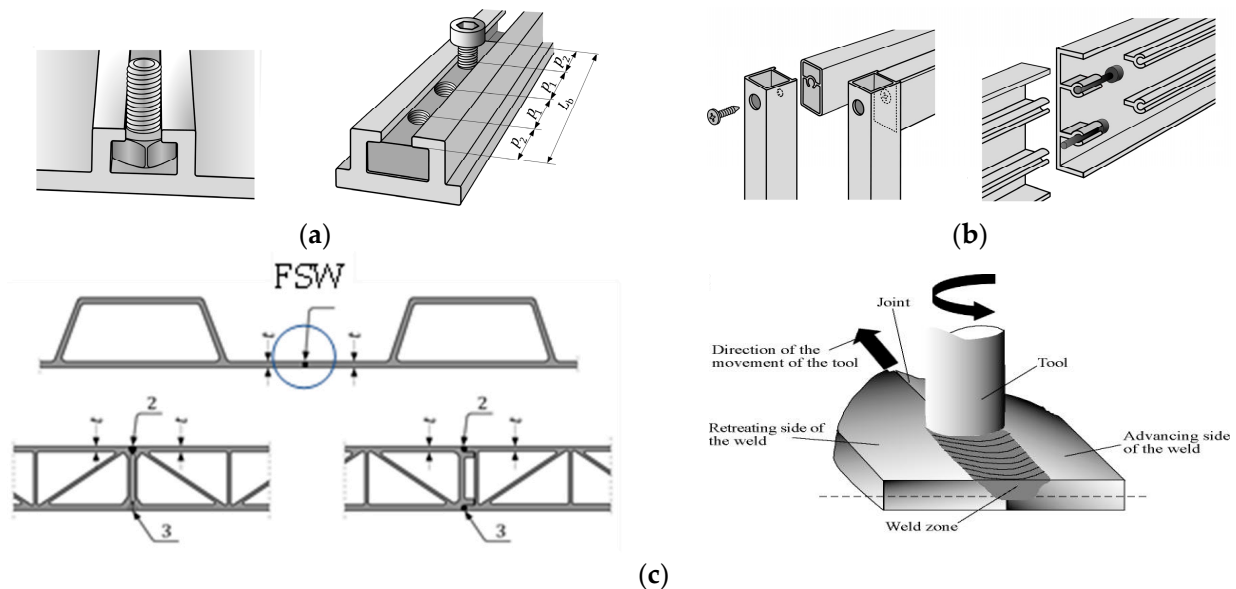 p₂
p₁
p₁
p₂
L_b
(a)
(b)
FSW
t
t
2
t
t
3
2
t
t
3
Joint
Direction of the
movement of the tool
Tool
Retreating side of
the weld
Advancing side
of the weld
Weld zone
(c)